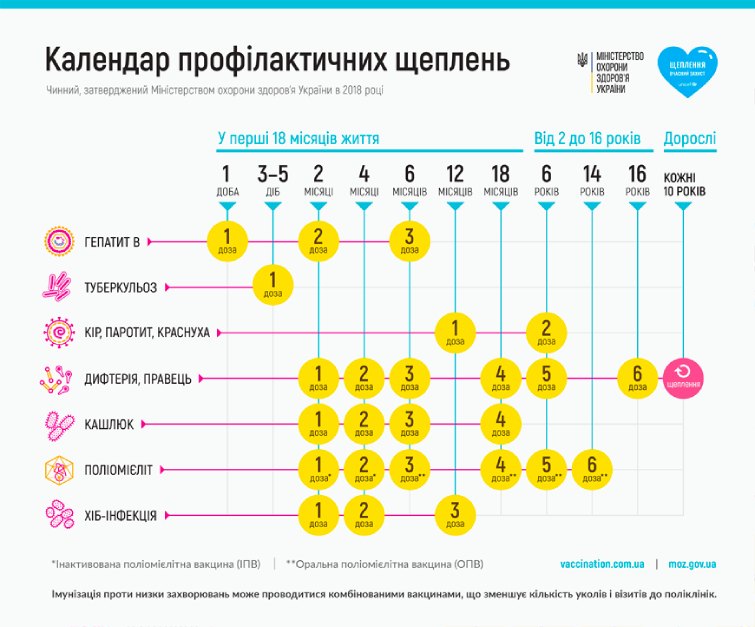 Календар профілактичних щеплень
Чинний, затверджений Міністерством охорони здоров'я України в 2018 році
МІНІСТЕРСТВО
ОХОРОНИ
ЗДОРОВ'Я
УКРАЇНИ
ЩЕПЛЕННЯ
У перші 18 місяців життя
Від 2 до 16 років
Дорослі
1 ДОБА
3–5 ДІБ
2 МІСЯЦІ
4 МІСЯЦІ
6 МІСЯЦІВ
12 МІСЯЦІВ
18 МІСЯЦІВ
6 РОКІВ
14 РОКІВ
16 РОКІВ
КОЖНІ 10 РОКІВ
ГЕПАТИТ В 1 доза 2 доза 3 доза
ТУБЕРКУЛЬОЗ 1 доза
КІР, ПАРОТИТ, КРАСНУХА 1 доза 2 доза
ДИФТЕРІЯ, ПРАВЕЦЬ 1 доза 2 доза 3 доза 4 доза 5 доза 6 доза щеплення
КАШЛЮК 1 доза 2 доза 3 доза 4 доза
ПОЛІОМІЄЛІТ 1 доза* 2 доза* 3 доза** 4 доза** 5 доза** 6 доза**
ХІБ-ІНФЕКЦІЯ 1 доза 2 доза 3 доза
*Інактивована поліомієлітна вакцина (ІПВ) | **Оральна поліомієлітна вакцина (ОПВ)
vaccination.com.ua | moz.gov.ua
Імунізація проти низки захворювань може проводитися комбінованими вакцинами, що зменшує кількість уколів і візитів до поліклінік.